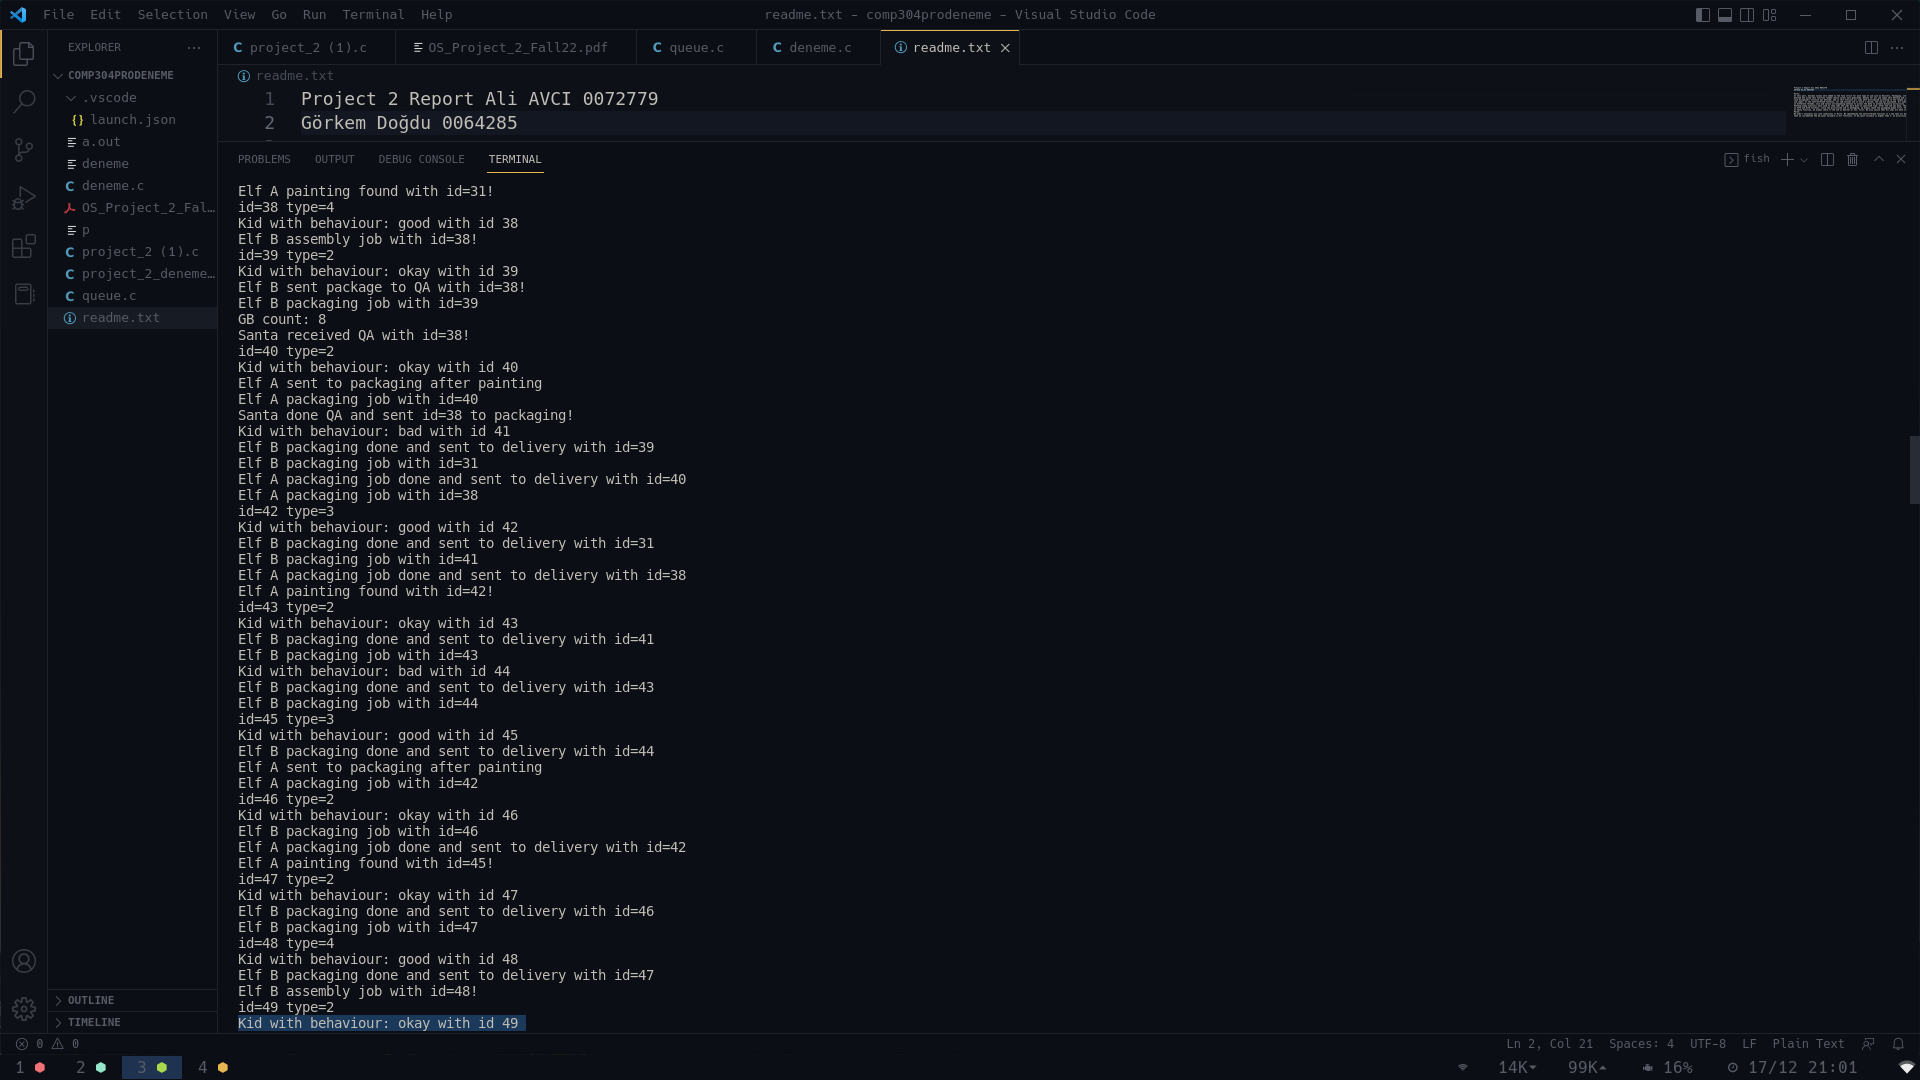 File Edit Selection View Go Run Terminal Help
readme.txt - comp304prodeneme - Visual Studio Code
EXPLORER
COMP304PRODENEME
.vscode
{} launch.json
a.out
deneme
C deneme.c
OS_Project_2_Fal...
p
C project_2 (1).c
C project_2_deneme...
C queue.c
readme.txt
OUTLINE
TIMELINE
C project_2 (1).c
OS_Project_2_Fall22.pdf
C queue.c
C deneme.c
readme.txt
readme.txt
1 Project 2 Report Ali AVCI 0072779
2 Görkem Doğdu 0064285
PROBLEMS OUTPUT DEBUG CONSOLE TERMINAL
fish
Elf A painting found with id=31!
id=38 type=4
Kid with behaviour: good with id 38
Elf B assembly job with id=38!
id=39 type=2
Kid with behaviour: okay with id 39
Elf B sent package to QA with id=38!
Elf B packaging job with id=39
GB count: 8
Santa received QA with id=38!
id=40 type=2
Kid with behaviour: okay with id 40
Elf A sent to packaging after painting
Elf A packaging job with id=40
Santa done QA and sent id=38 to packaging!
Kid with behaviour: bad with id 41
Elf B packaging done and sent to delivery with id=39
Elf B packaging job with id=31
Elf A packaging job done and sent to delivery with id=40
Elf A packaging job with id=38
id=42 type=3
Kid with behaviour: good with id 42
Elf B packaging done and sent to delivery with id=31
Elf B packaging job with id=41
Elf A packaging job done and sent to delivery with id=38
Elf A painting found with id=42!
id=43 type=2
Kid with behaviour: okay with id 43
Elf B packaging done and sent to delivery with id=41
Elf B packaging job with id=43
Kid with behaviour: bad with id 44
Elf B packaging done and sent to delivery with id=43
Elf B packaging job with id=44
id=45 type=3
Kid with behaviour: good with id 45
Elf B packaging done and sent to delivery with id=44
Elf A sent to packaging after painting
Elf A packaging job with id=42
id=46 type=2
Kid with behaviour: okay with id 46
Elf B packaging job with id=46
Elf A packaging job done and sent to delivery with id=42
Elf A painting found with id=45!
id=47 type=2
Kid with behaviour: okay with id 47
Elf B packaging done and sent to delivery with id=46
Elf B packaging job with id=47
id=48 type=4
Kid with behaviour: good with id 48
Elf B packaging done and sent to delivery with id=47
Elf B assembly job with id=48!
id=49 type=2
Kid with behaviour: okay with id 49
0 0
Ln 2, Col 21 Spaces: 4 UTF-8 LF Plain Text
1 2 3 4
14K 99K 16% 17/12 21:01